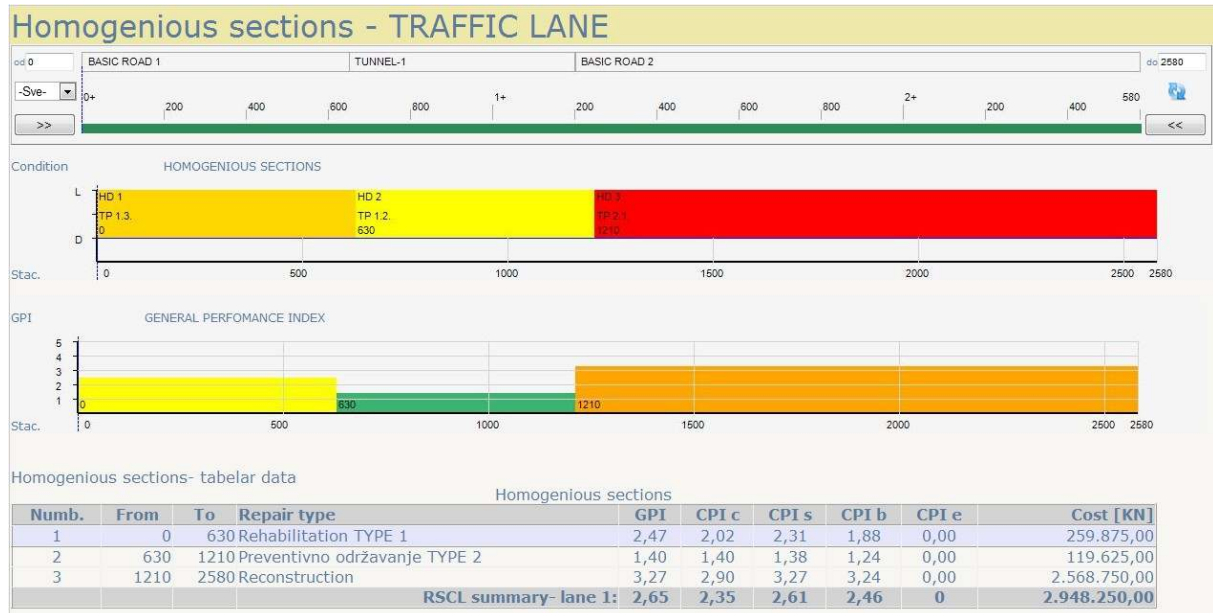 Homogenious sections - TRAFFIC LANE
od 0 BASIC ROAD 1 TUNNEL-1 BASIC ROAD 2 do 2580
-Sve- 0+ 200 400 600 800 1+ 200 400 600 800 2+ 200 400 580
>> <<
Condition HOMOGENIOUS SECTIONS
L HD 1 HD 2 HD 3
TP 1.3. TP 1.2. TP 2.1.
0 630 1210
D
Stac. 0 500 1000 1500 2000 2500 2580
GPI GENERAL PERFOMANCE INDEX
5
4
3
2
1
0 630 1210
Stac. 0 500 1000 1500 2000 2500 2580
Homogenious sections- tabelar data
Homogenious sections
Numb. From To Repair type GPI CPI c CPI s CPI b CPI e Cost [KN]
1 0 630 Rehabilitation TYPE 1 2,47 2,02 2,31 1,88 0,00 259.875,00
2 630 1210 Preventivno održavanje TYPE 2 1,40 1,40 1,38 1,24 0,00 119.625,00
3 1210 2580 Reconstruction 3,27 2,90 3,27 3,24 0,00 2.568.750,00
RSCL summary- lane 1: 2,65 2,35 2,61 2,46 0 2.948.250,00